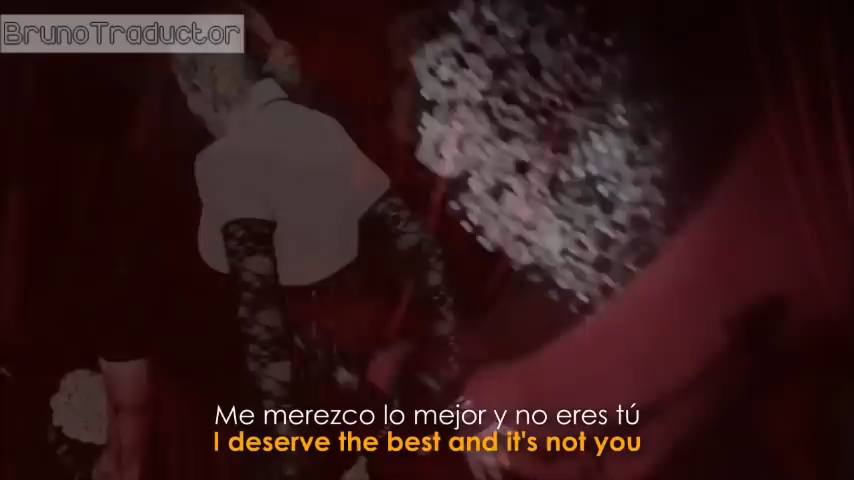 BrunoTraductor
Me merezco lo mejor y no eres tú
I deserve the best and it's not you